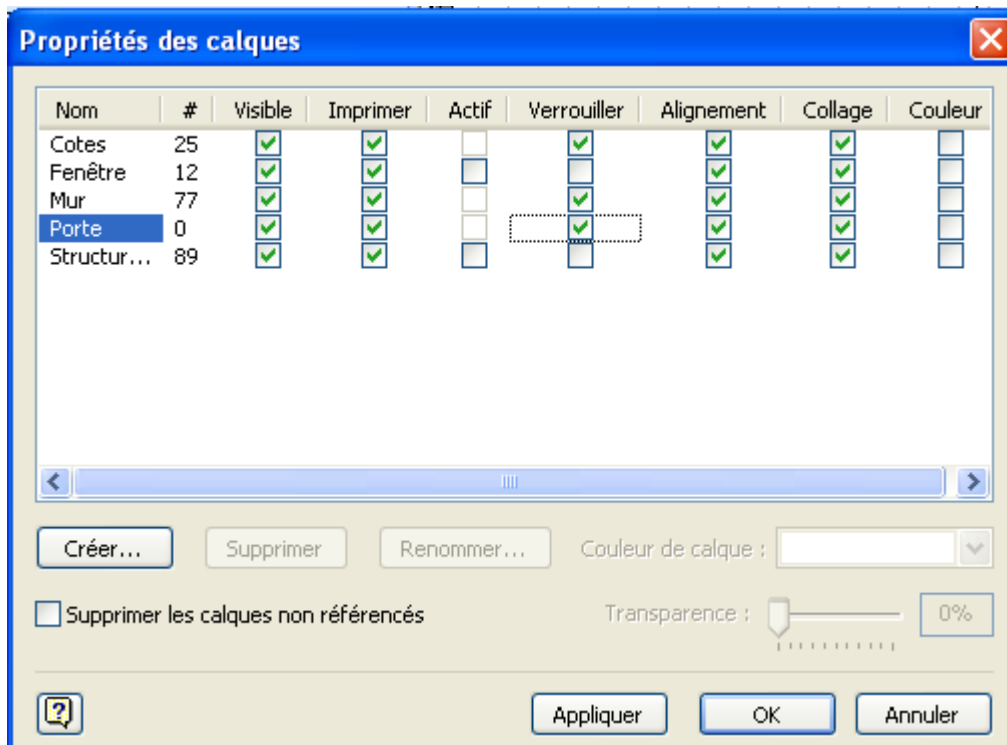 Propriétés des calques
Nom # Visible Imprimer Actif Verrouiller Alignement Collage Couleur
Cotes 25
Fenêtre 12
Mur 77
Porte 0
Structur... 89
Créer... Supprimer Renommer... Couleur de calque :
Supprimer les calques non référencés Transparence : 0%
Appliquer OK Annuler